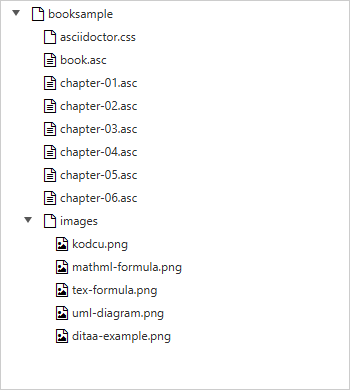 booksample
asciidoctor.css
book.asc
chapter-01.asc
chapter-02.asc
chapter-03.asc
chapter-04.asc
chapter-05.asc
chapter-06.asc
images
kodcu.png
mathml-formula.png
tex-formula.png
uml-diagram.png
ditaa-example.png